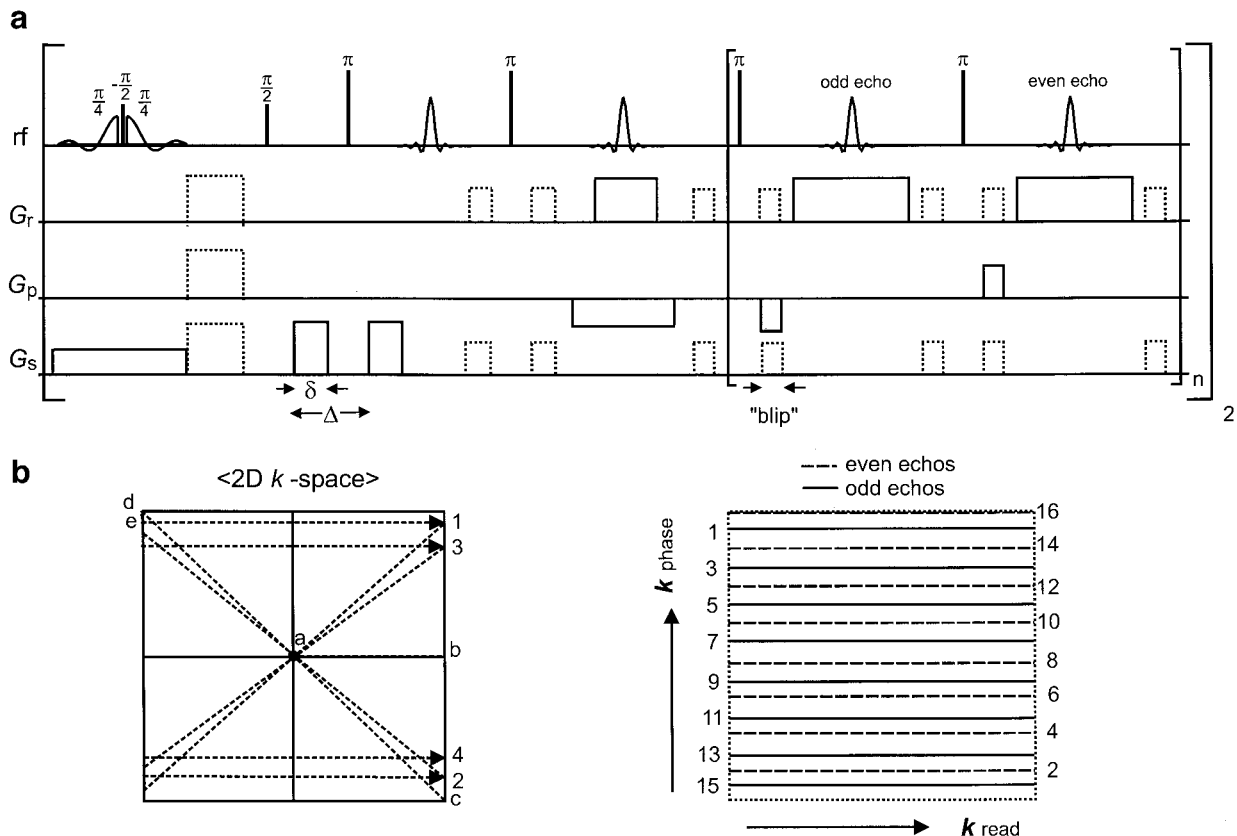 a
π/4 -π/2 π/4 π/2 π π π odd echo π even echo
rf
Gr
Gp
Gs
δ
Δ
"blip"
n
2
b
<2D k -space>
d
e
1
3
a
b
4
2
c
even echos
odd echos
k phase
1
3
5
7
9
11
13
15
16
14
12
10
8
6
4
2
k read